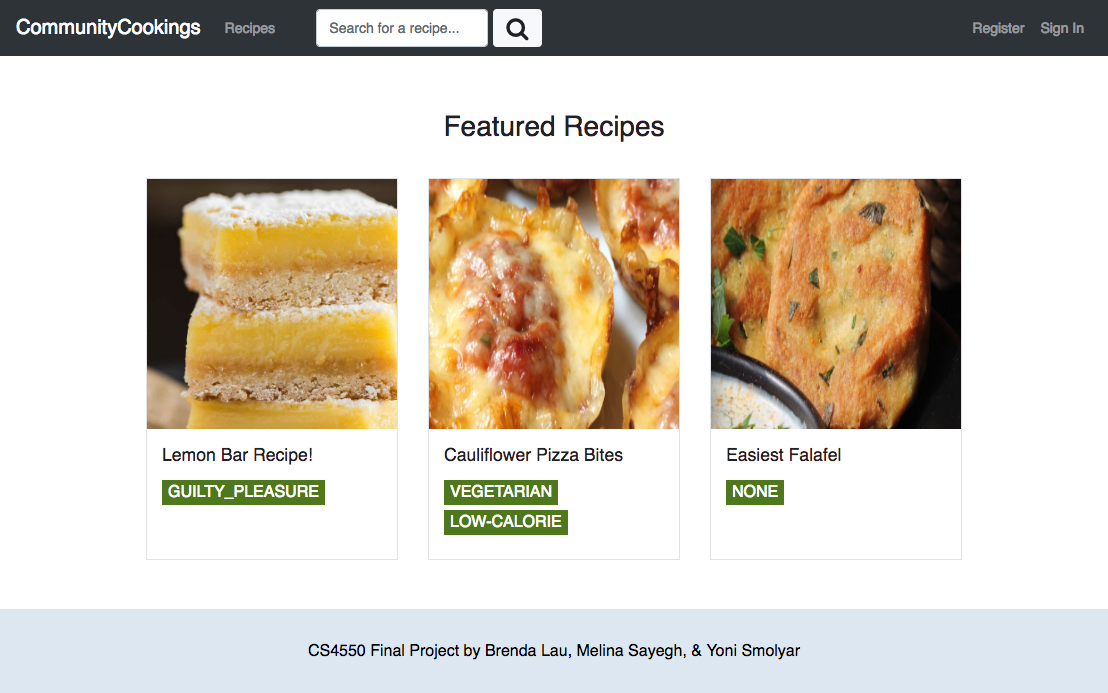 CommunityCookings Recipes Search for a recipe... Register Sign In
Featured Recipes
Lemon Bar Recipe!
GUILTY_PLEASURE
Cauliflower Pizza Bites
VEGETARIAN
LOW-CALORIE
Easiest Falafel
NONE
CS4550 Final Project by Brenda Lau, Melina Sayegh, & Yoni Smolyar